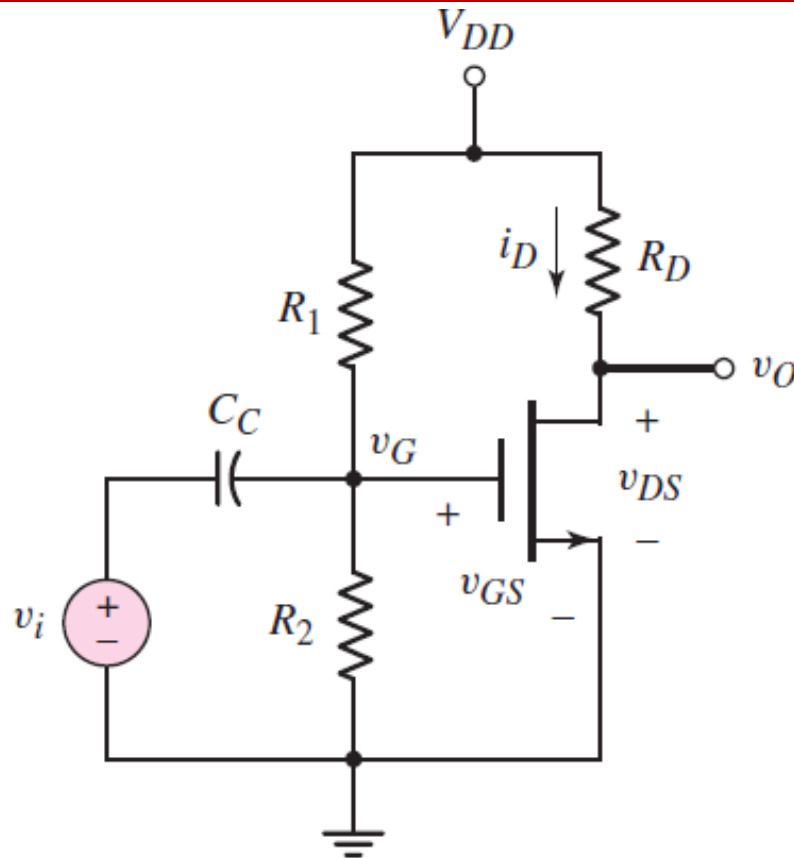 V_DD
i_D
R_D
R_1
v_O
C_C
v_G
+
v_DS
+
−
v_i
+
−
R_2
v_GS
−